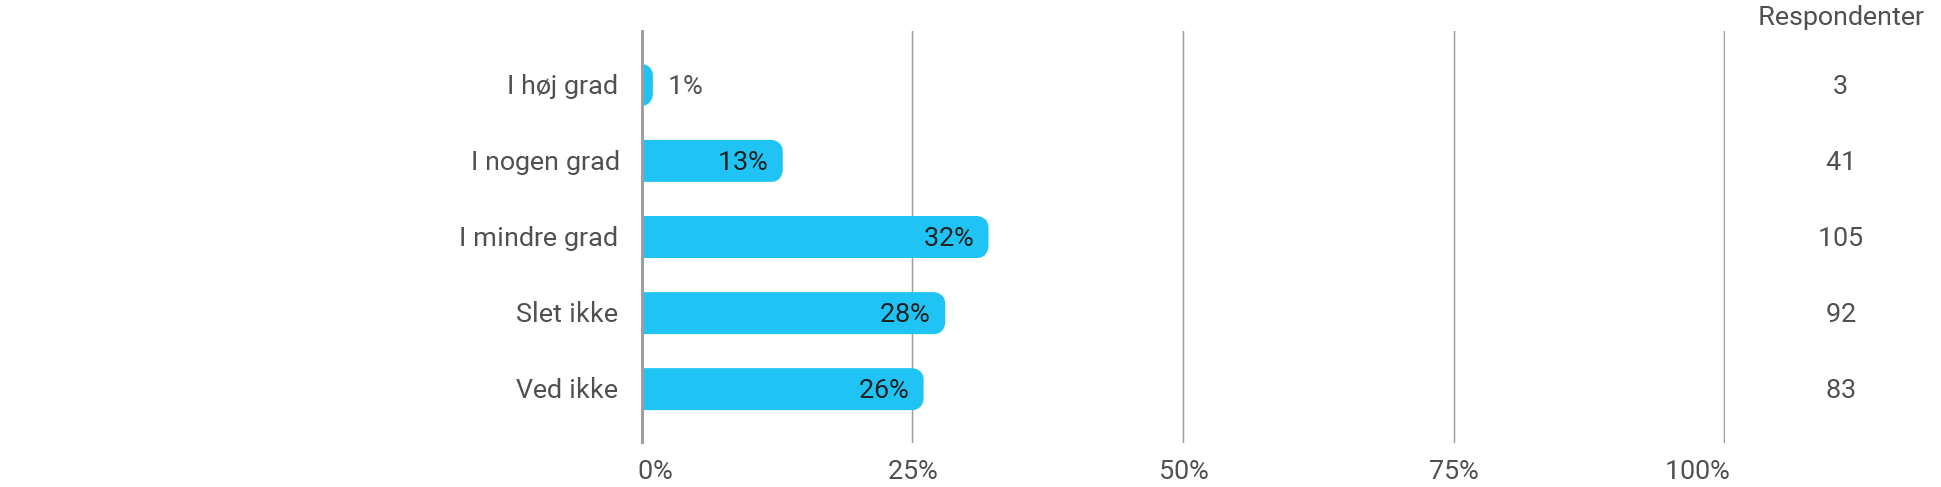 Respondenter
I høj grad 1% 3
I nogen grad 13% 41
I mindre grad 32% 105
Slet ikke 28% 92
Ved ikke 26% 83
0% 25% 50% 75% 100%